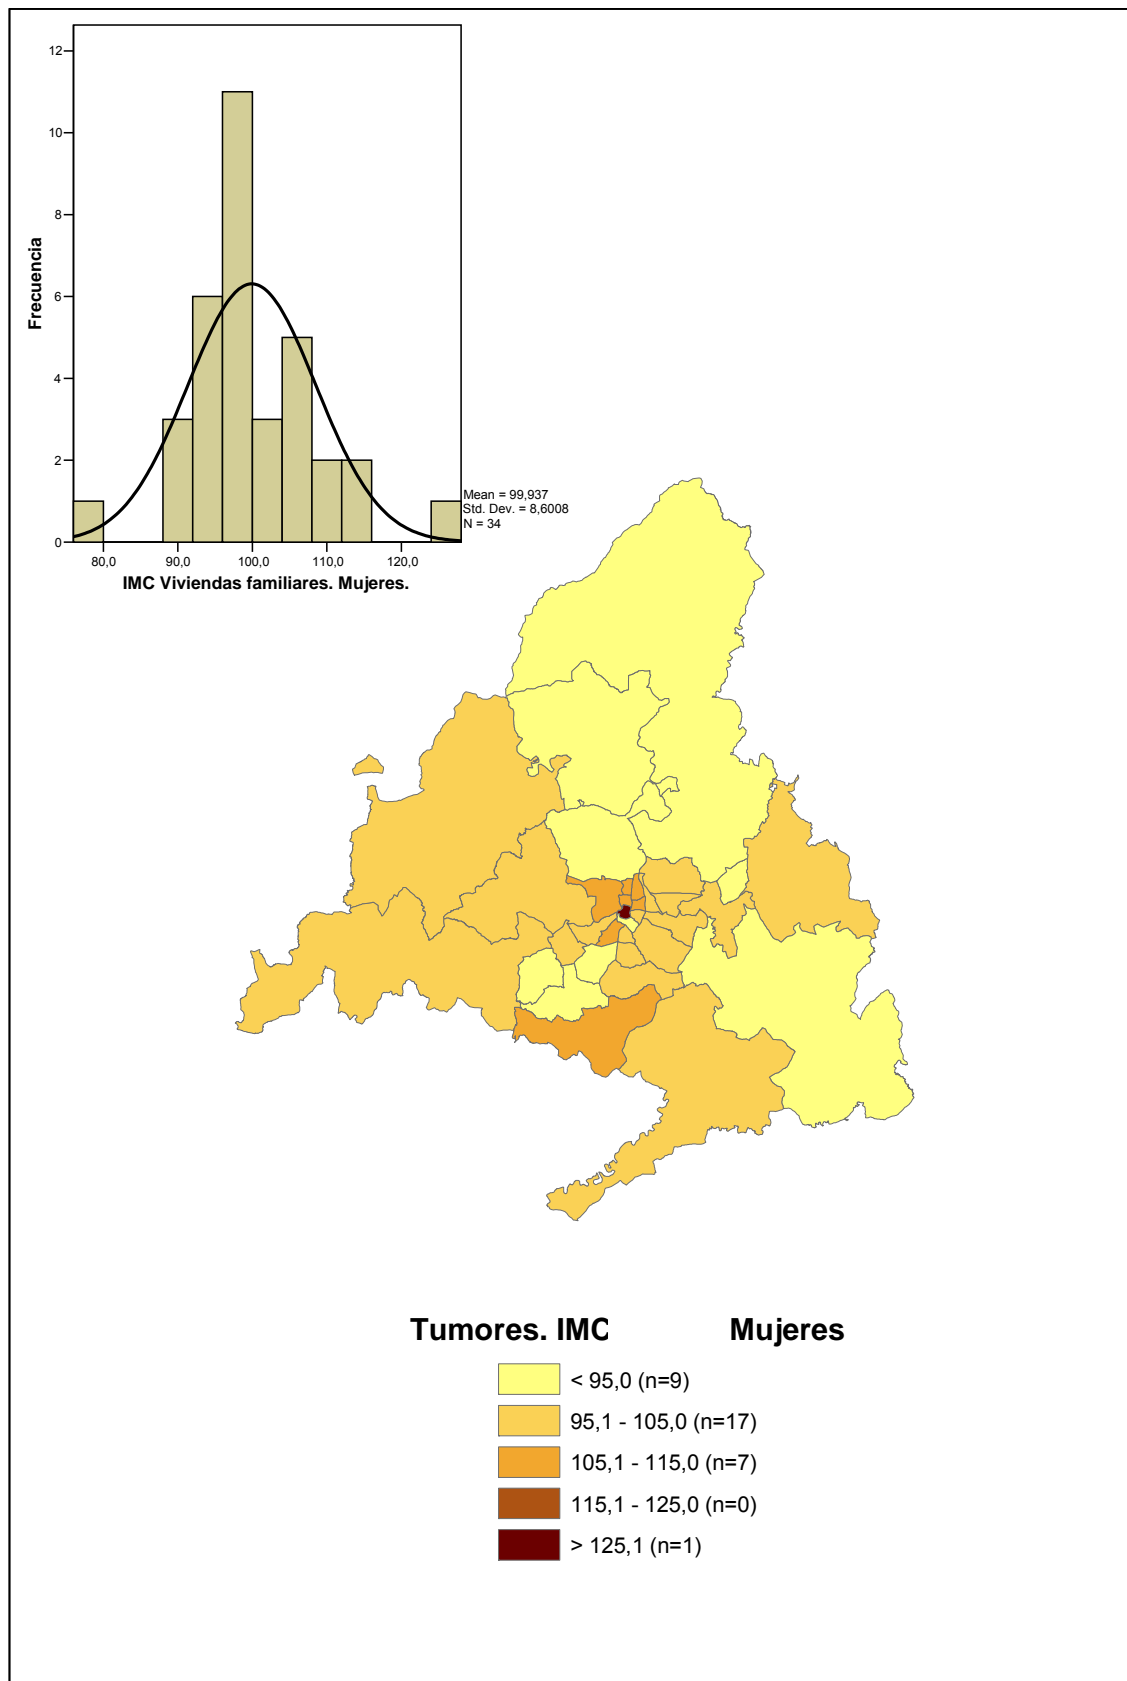 12
10
8
6
4
2
0
Frecuencia
80,0 90,0 100,0 110,0 120,0
IMC Viviendas familiares. Mujeres.
Mean = 99,937
Std. Dev. = 8,6008
N = 34
Tumores. IMC Mujeres
< 95,0 (n=9)
95,1 - 105,0 (n=17)
105,1 - 115,0 (n=7)
115,1 - 125,0 (n=0)
> 125,1 (n=1)